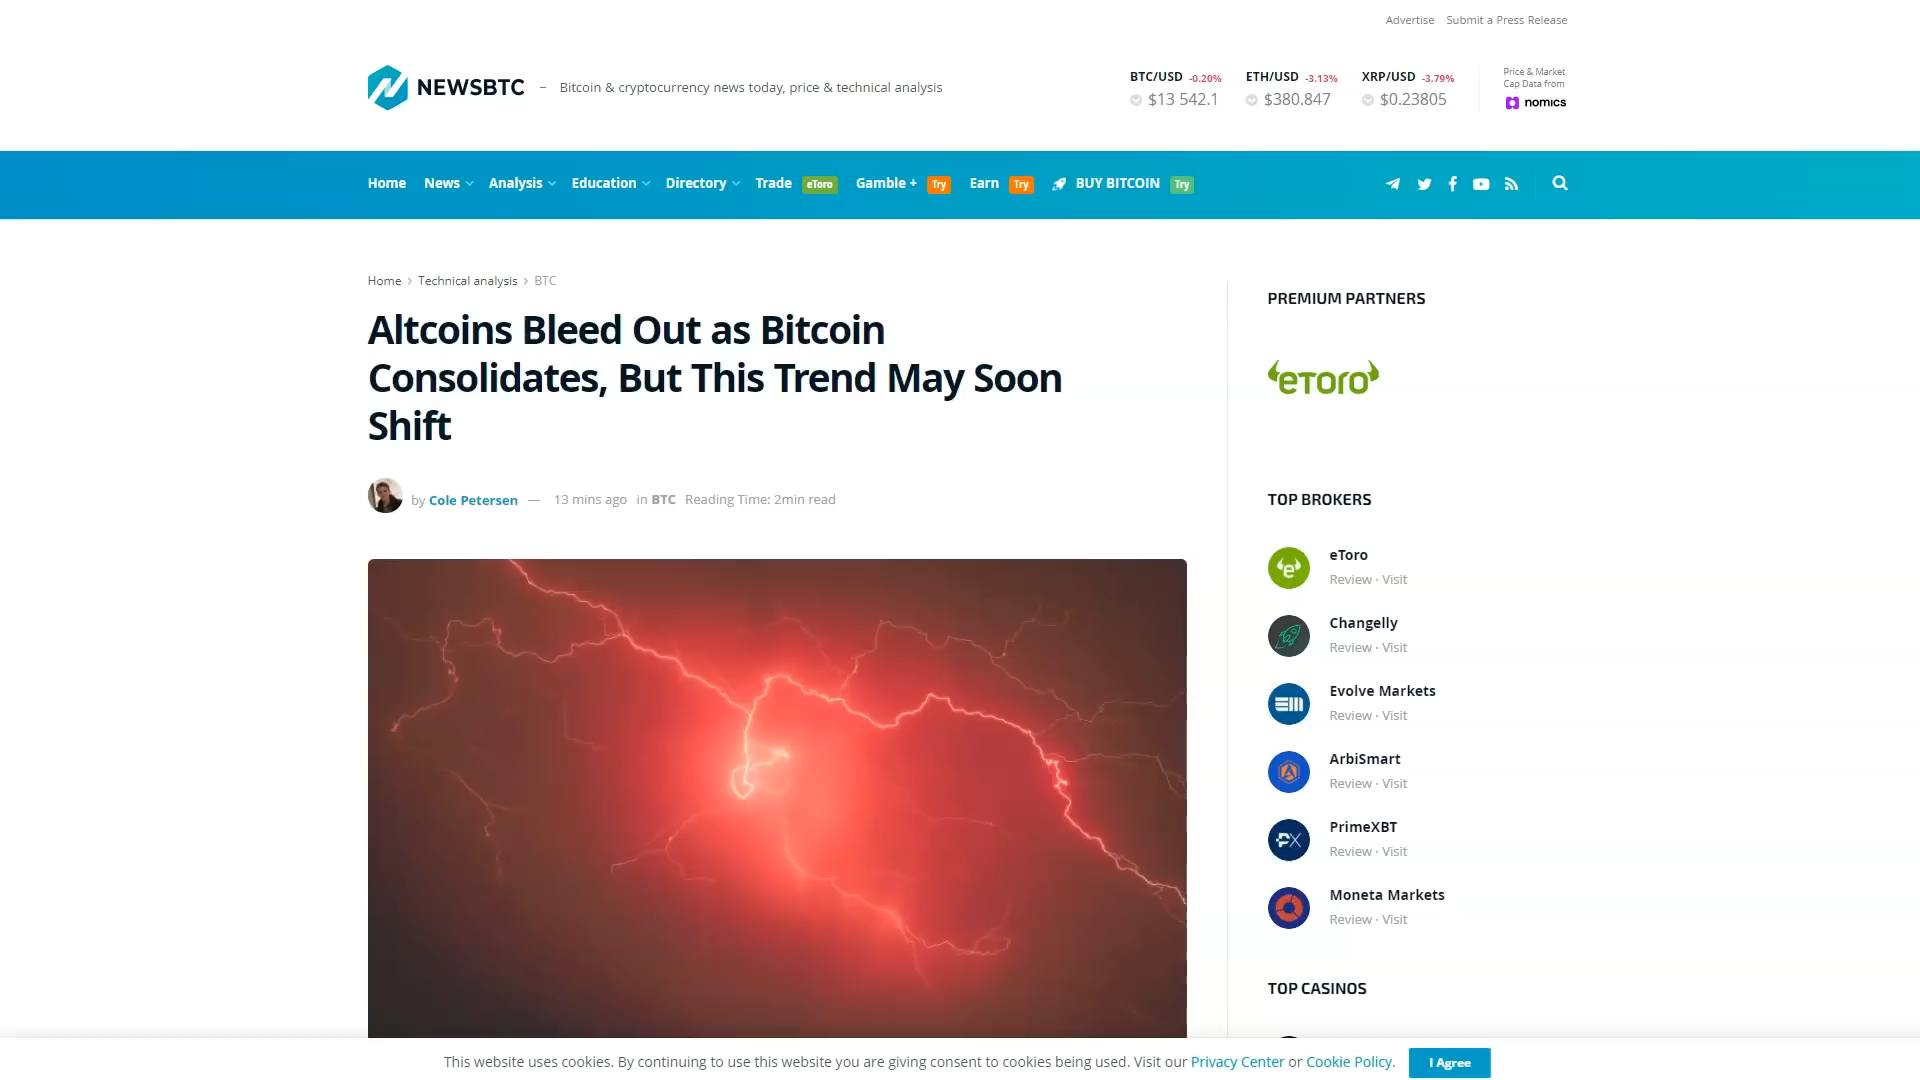 Advertise Submit a Press Release
NEWSBTC – Bitcoin & cryptocurrency news today, price & technical analysis
BTC/USD -0.20% ETH/USD -3.13% XRP/USD -3.79%
$13 542.1 $380.847 $0.23805
Price & Market
Cap Data from
nomics
Home News Analysis Education Directory Trade eToro Gamble + Try Earn Try BUY BITCOIN Try
Home > Technical analysis > BTC
Altcoins Bleed Out as Bitcoin
Consolidates, But This Trend May Soon
Shift
by Cole Petersen — 13 mins ago in BTC Reading Time: 2min read
PREMIUM PARTNERS
eToro
TOP BROKERS
eToro
Review · Visit
Changelly
Review · Visit
Evolve Markets
Review · Visit
ArbiSmart
Review · Visit
PrimeXBT
Review · Visit
Moneta Markets
Review · Visit
TOP CASINOS
This website uses cookies. By continuing to use this website you are giving consent to cookies being used. Visit our Privacy Center or Cookie Policy. I Agree